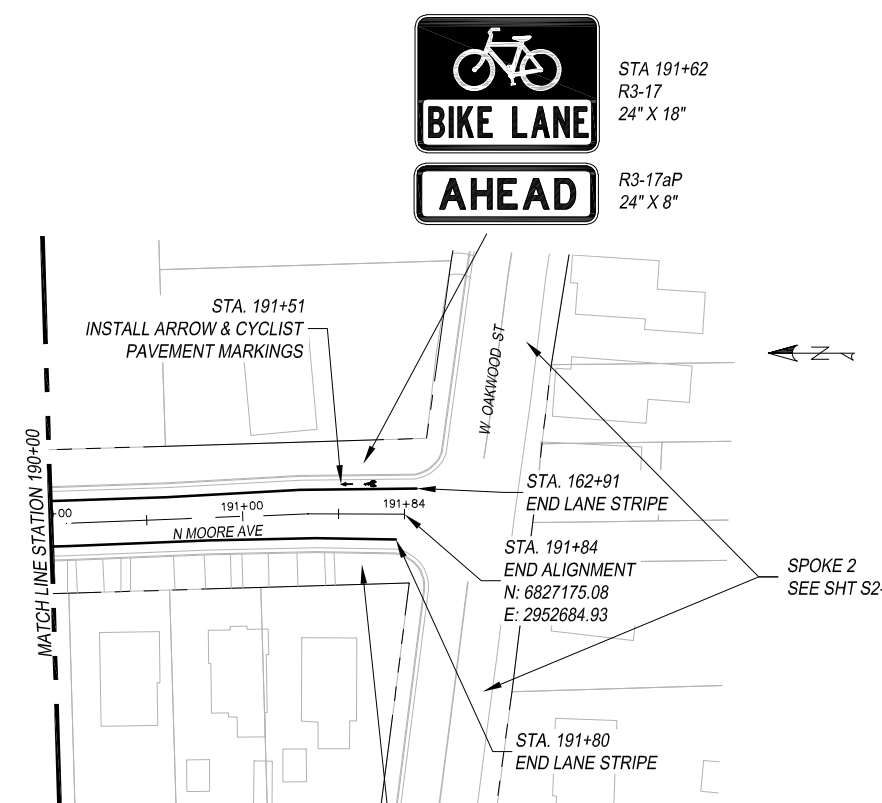 BIKE LANE
AHEAD
STA 191+62
R3-17
24" X 18"
R3-17aP
24" X 8"
STA. 191+51
INSTALL ARROW & CYCLIST
PAVEMENT MARKINGS
W OAKWOOD ST
N
MATCH LINE STATION 190+00
00
191+00
191+84
N MOORE AVE
STA. 162+91
END LANE STRIPE
STA. 191+84
END ALIGNMENT
N: 6827175.08
E: 2952684.93
SPOKE 2
SEE SHT S2-
STA. 191+80
END LANE STRIPE